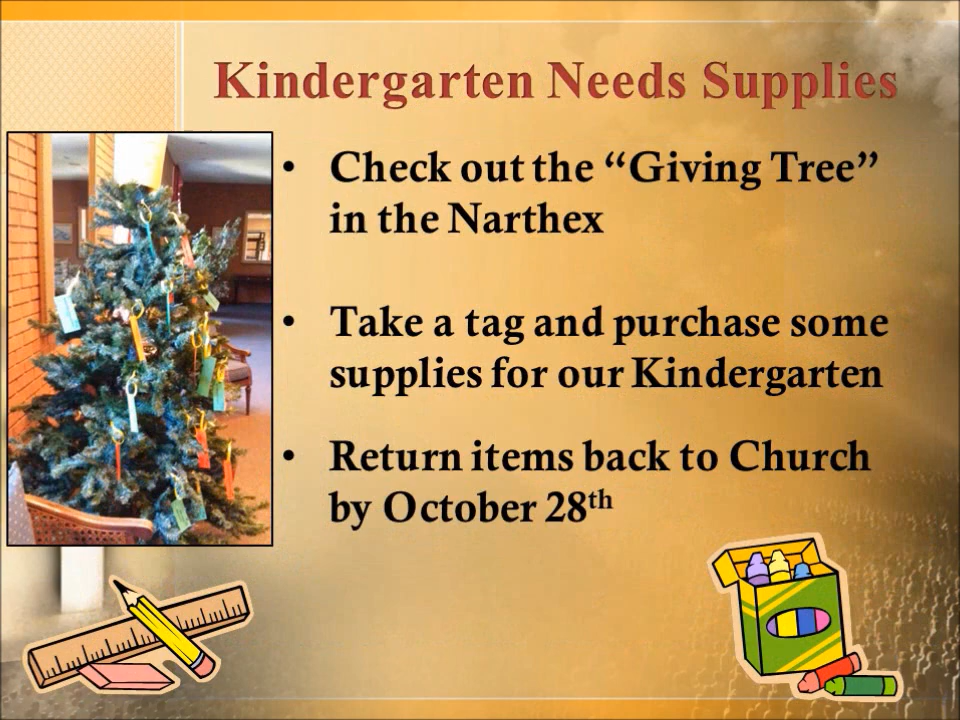 Kindergarten Needs Supplies
• Check out the “Giving Tree”
in the Narthex
• Take a tag and purchase some
supplies for our Kindergarten
• Return items back to Church
by October 28th